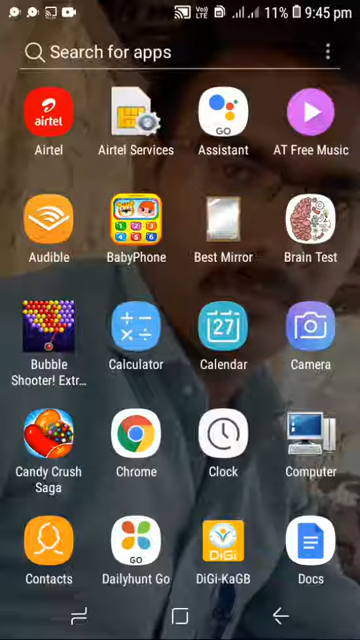 Vo))
LTE
11% 9:45 pm
Search for apps
airtel
GO
Airtel
Airtel Services
Assistant
AT Free Music
Audible
BabyPhone
Best Mirror
Brain Test
27
Bubble
Shooter! Extr...
Calculator
Calendar
Camera
Candy Crush
Saga
Chrome
Clock
Computer
GO
DiGi
Contacts
Dailyhunt Go
DiGi-KaGB
Docs